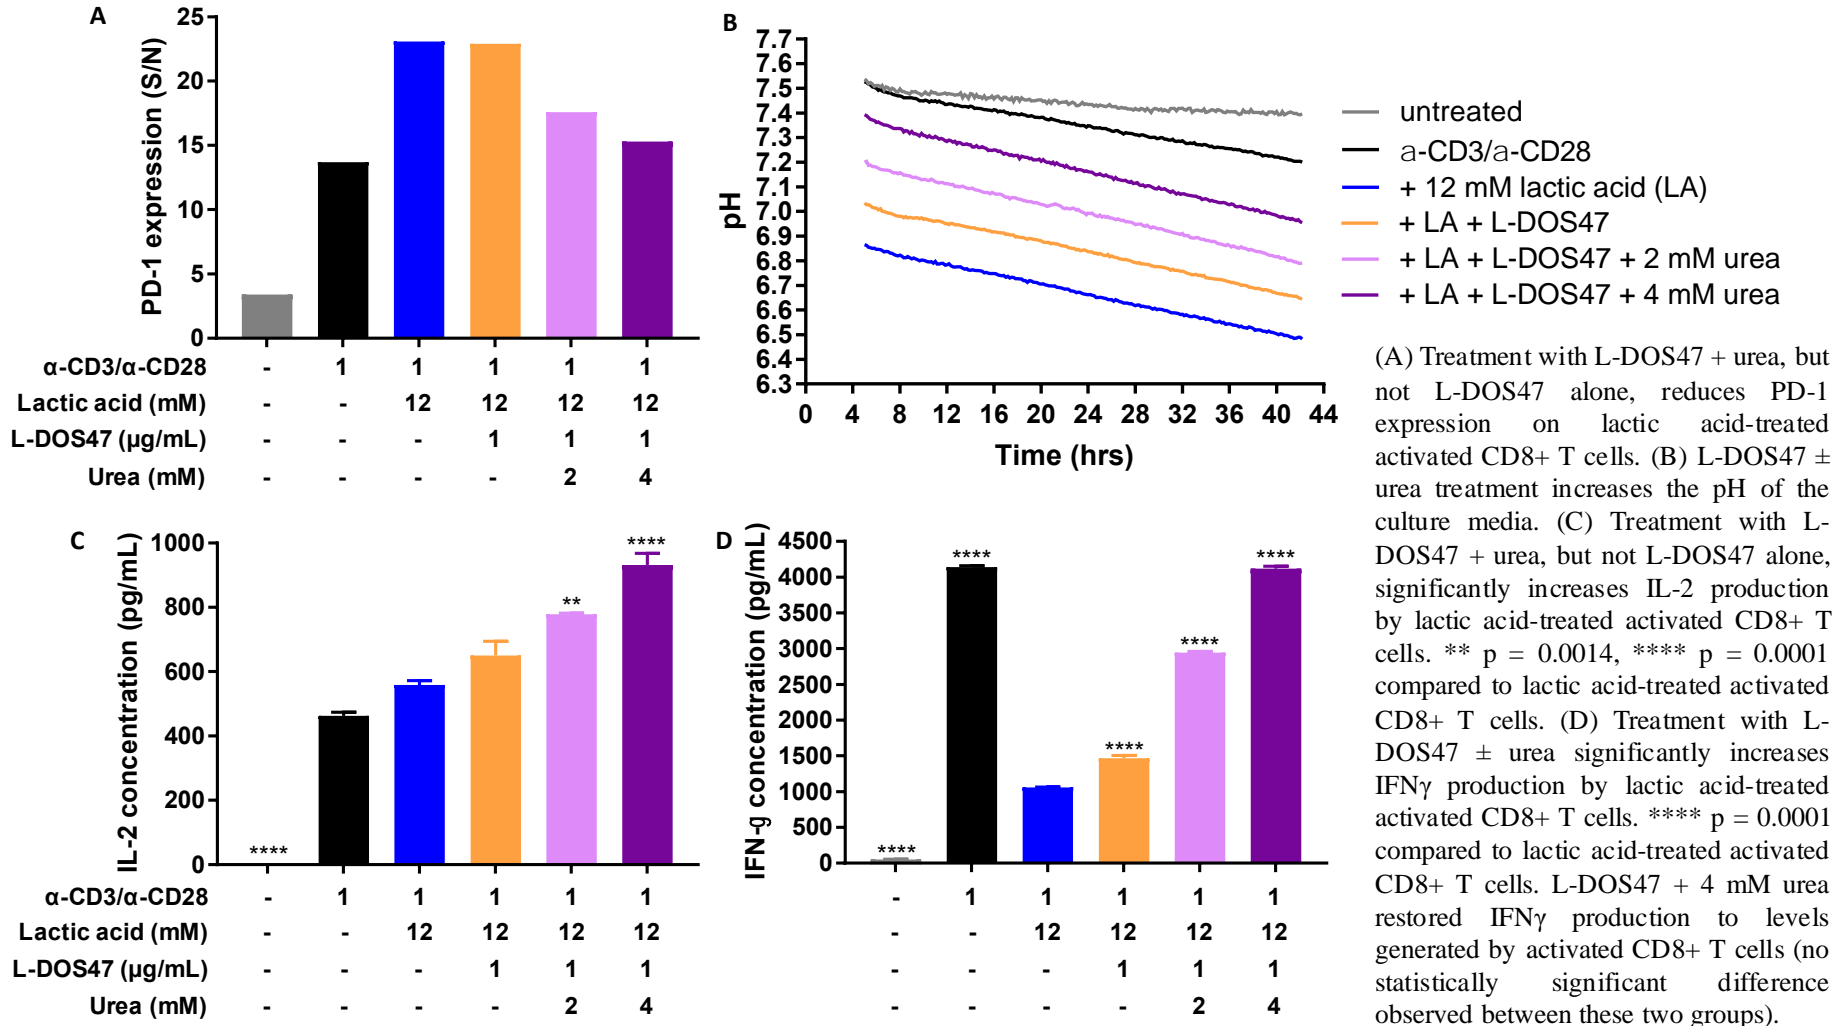 A
PD-1 expression (S/N)
25
20
15
10
5
0
α-CD3/α-CD28 - 1 1 1 1 1
Lactic acid (mM) - - 12 12 12 12
L-DOS47 (µg/mL) - - - 1 1 1
Urea (mM) - - - - 2 4
B
pH
7.7
7.6
7.5
7.4
7.3
7.2
7.1
7.0
6.9
6.8
6.7
6.6
6.5
6.4
6.3
0 4 8 12 16 20 24 28 32 36 40 44
Time (hrs)
untreated
a-CD3/a-CD28
+ 12 mM lactic acid (LA)
+ LA + L-DOS47
+ LA + L-DOS47 + 2 mM urea
+ LA + L-DOS47 + 4 mM urea
C
IL-2 concentration (pg/mL)
1000
800
600
400
200
0
**** ** ****
α-CD3/α-CD28 - 1 1 1 1 1
Lactic acid (mM) - - 12 12 12 12
L-DOS47 (µg/mL) - - - 1 1 1
Urea (mM) - - - - 2 4
D
IFN-g concentration (pg/mL)
4500
4000
3500
3000
2500
2000
1500
1000
500
0
**** **** **** **** ****
- 1 1 1 1 1
- - 12 12 12 12
- - - 1 1 1
- - - - 2 4
(A) Treatment with L-DOS47 + urea, but
not L-DOS47 alone, reduces PD-1
expression on lactic acid-treated
activated CD8+ T cells. (B) L-DOS47 ±
urea treatment increases the pH of the
culture media. (C) Treatment with L-
DOS47 + urea, but not L-DOS47 alone,
significantly increases IL-2 production
by lactic acid-treated activated CD8+ T
cells. ** p = 0.0014, **** p = 0.0001
compared to lactic acid-treated activated
CD8+ T cells. (D) Treatment with L-
DOS47 ± urea significantly increases
IFNγ production by lactic acid-treated
activated CD8+ T cells. **** p = 0.0001
compared to lactic acid-treated activated
CD8+ T cells. L-DOS47 + 4 mM urea
restored IFNγ production to levels
generated by activated CD8+ T cells (no
statistically significant difference
observed between these two groups).